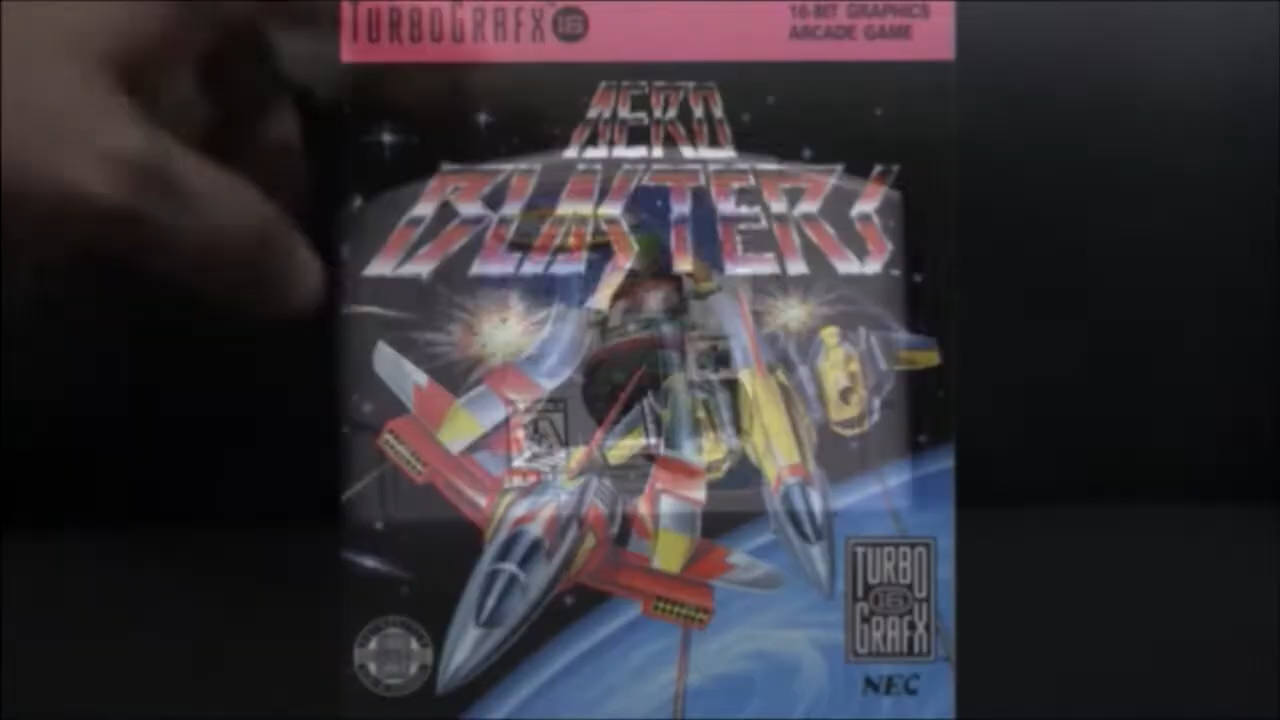 TURBOGRAFX 16
16-BIT GRAPHICS
ARCADE GAME
AERO
BLASTERS
TURBO
16
GRAFX
NEC